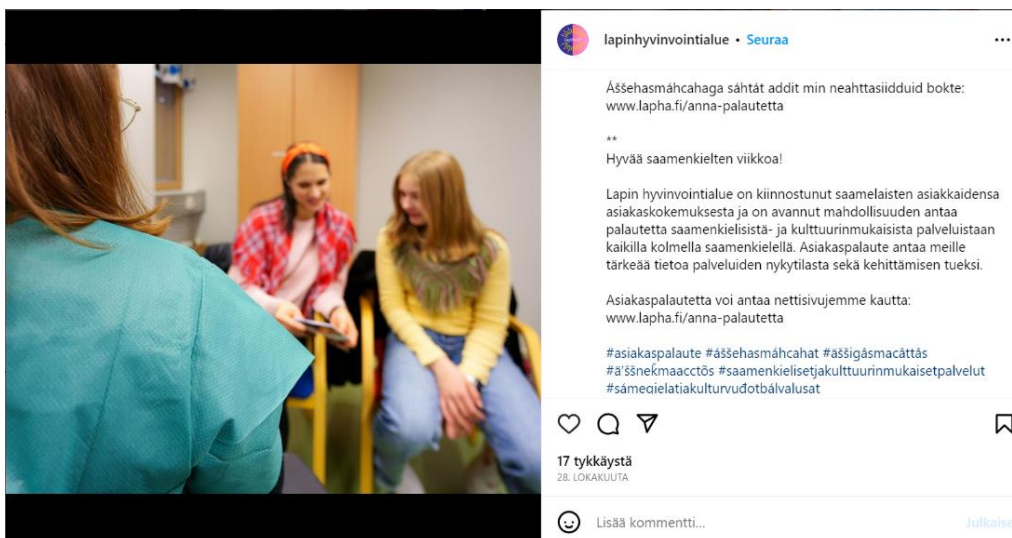 lapinhyvinvointialue • Seuraa
Áššehasmáhcahaga sáhtát addit min neahttasiidduid bokte:
www.lapha.fi/anna-palautetta
**
Hyvää saamenkielten viikkoa!
Lapin hyvinvointialue on kiinnostunut saamelaisten asiakkaidensa
asiakaskokemuksesta ja on avannut mahdollisuuden antaa
palautetta saamenkielisistä- ja kulttuurinmukaisista palveluistaan
kaikilla kolmella saamenkielellä. Asiakaspalaute antaa meille
tärkeää tietoa palveluiden nykytilasta sekä kehittämisen tueksi.
Asiakaspalautetta voi antaa nettisivujemme kautta:
www.lapha.fi/anna-palautetta
#asiakaspalaute #áššehasmáhcahat #äššigâsmacâttâs
#äʹššneǩmaacctõs #saamenkielisetjakulttuurinmukaisetpalvelut
#sámegielatjakulturvuđotbálvalusat
17 tykkäystä
28. LOKAKUUTA
Lisää kommentti...
Julkaise